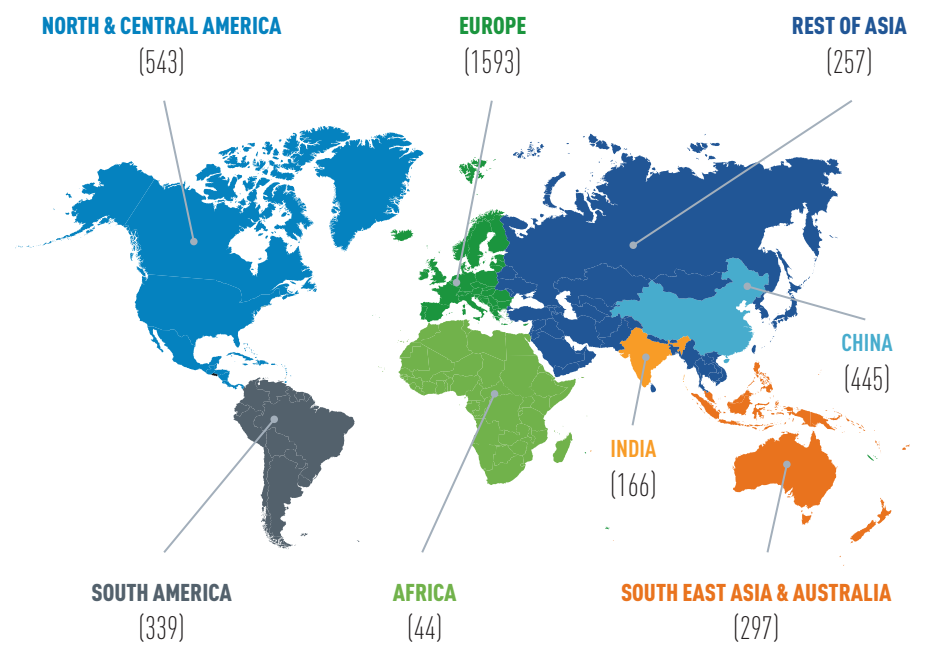 NORTH & CENTRAL AMERICA
(543)
EUROPE
(1593)
REST OF ASIA
(257)
CHINA
(445)
INDIA
(166)
SOUTH AMERICA
(339)
AFRICA
(44)
SOUTH EAST ASIA & AUSTRALIA
(297)